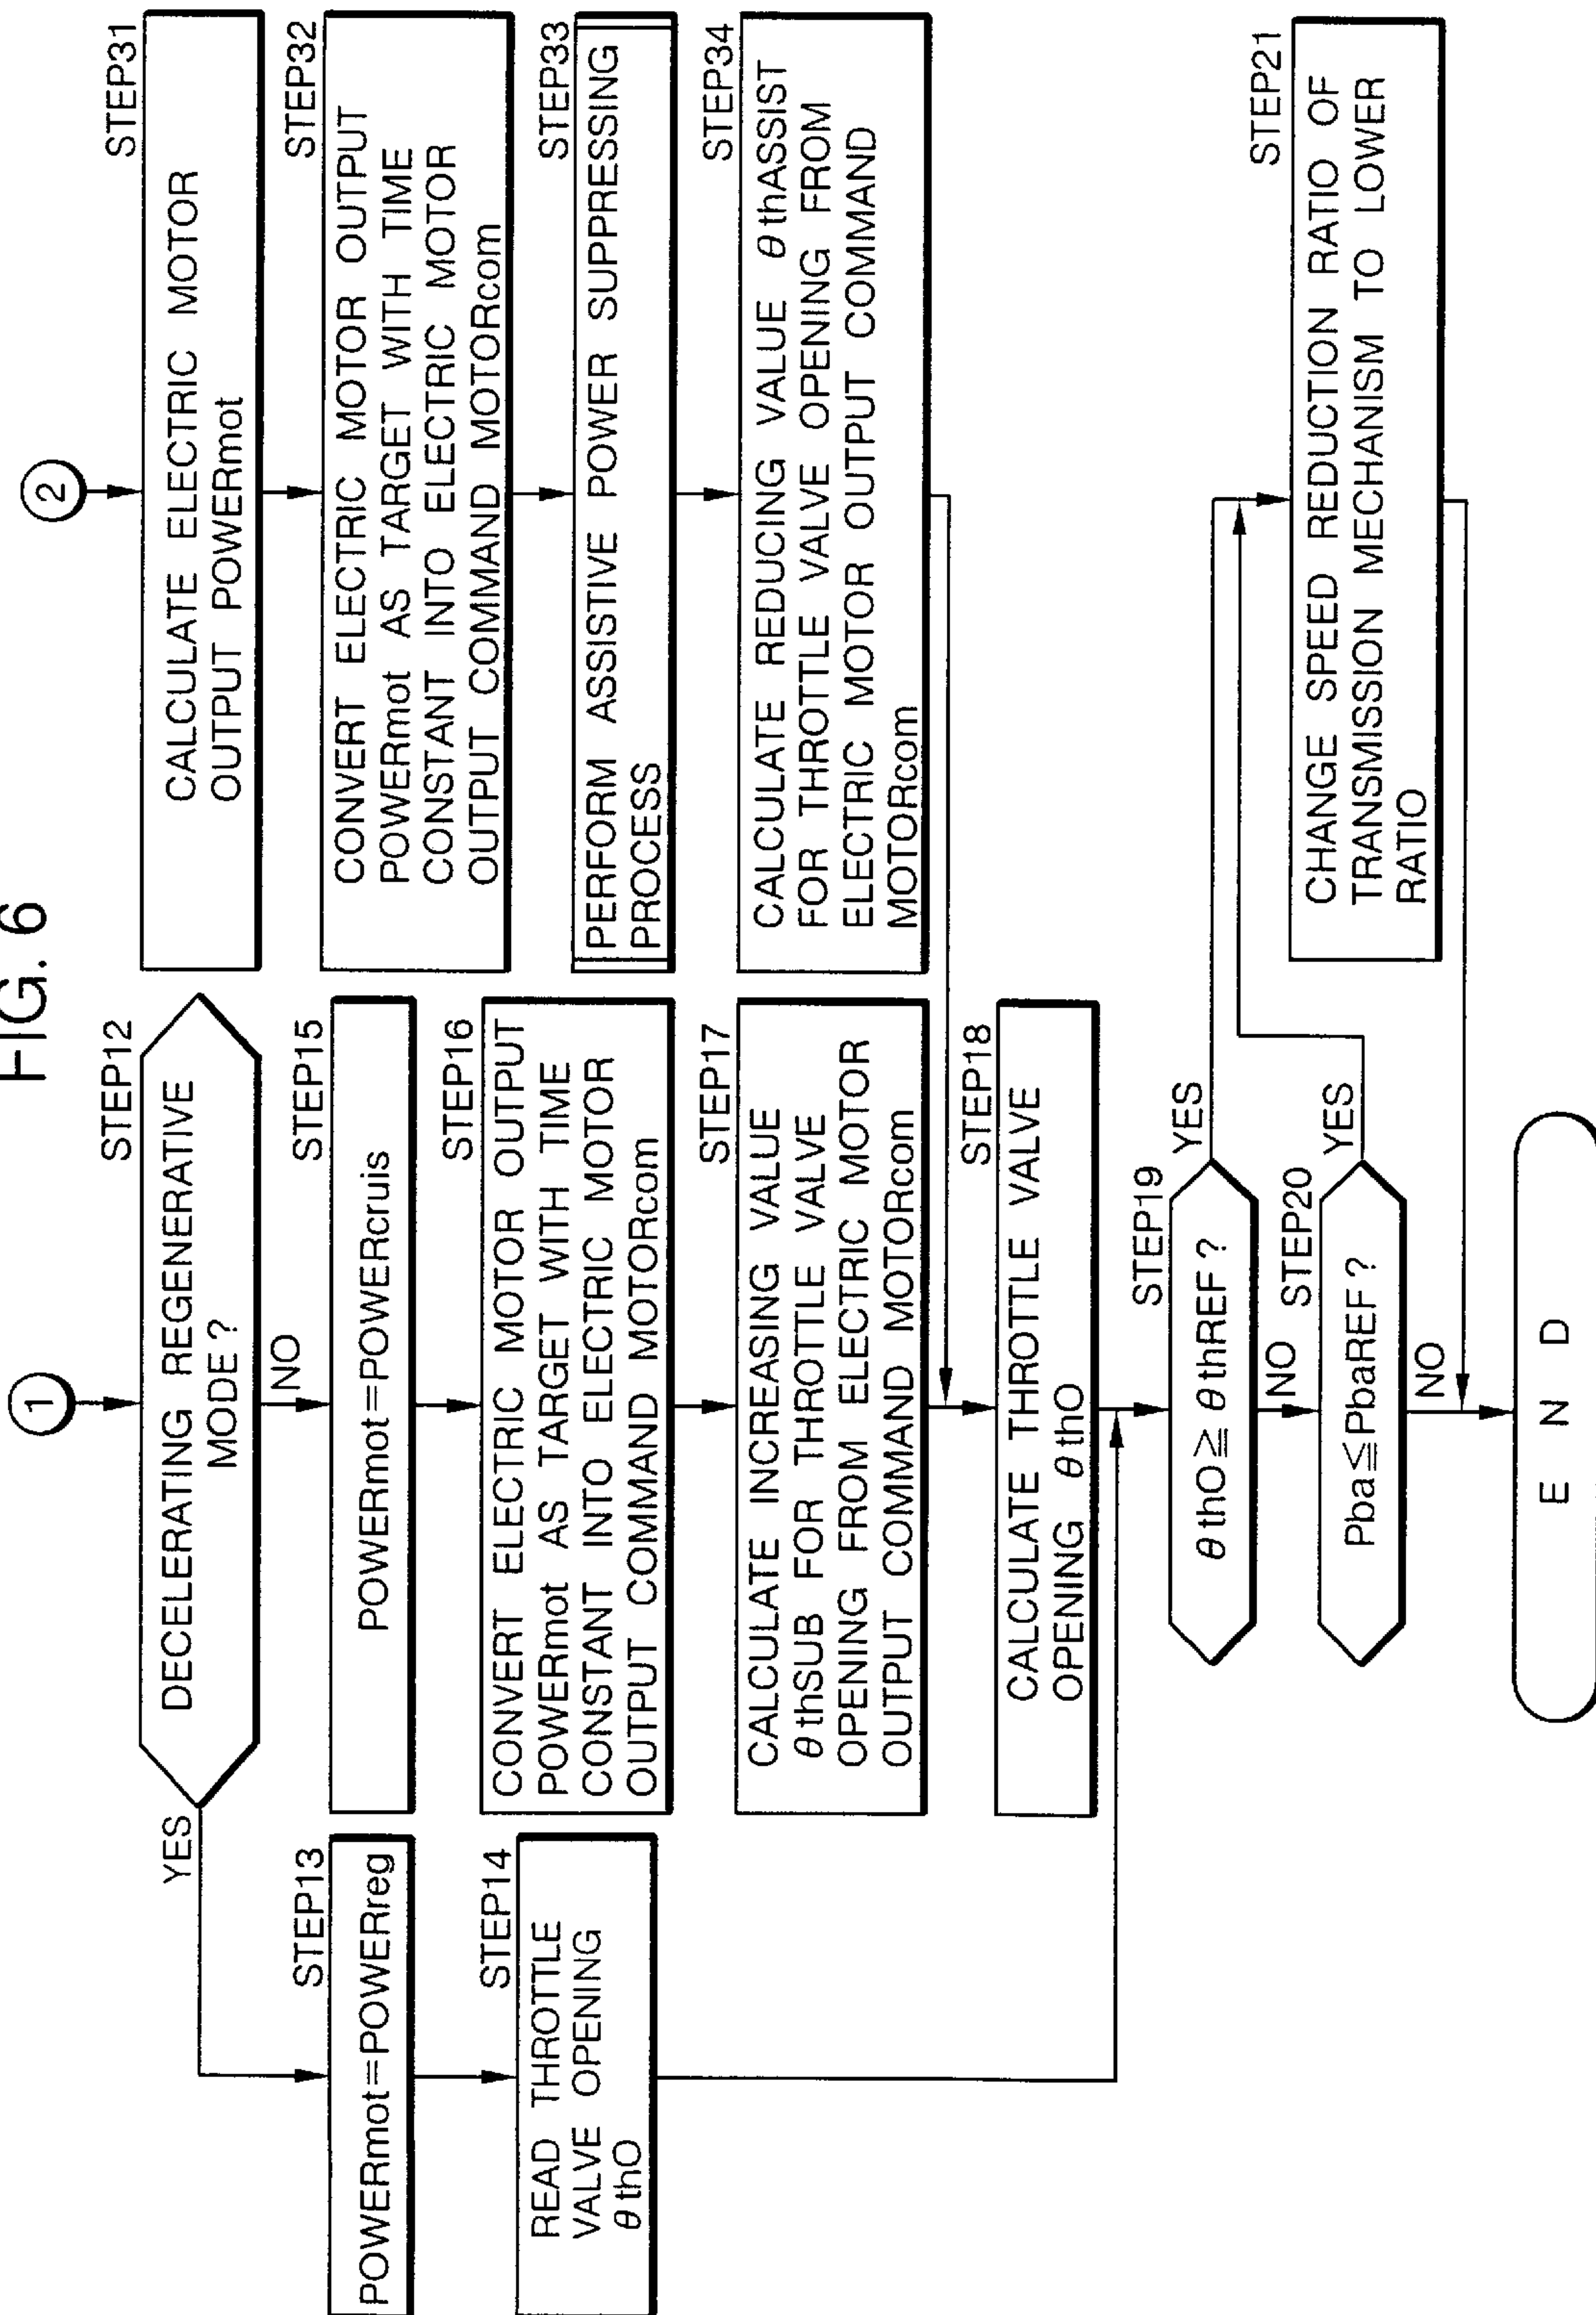 FIG. 6
1
STEP12
DECELERATING REGENERATIVE
MODE?
YES
NO
STEP13
POWERmot=POWERreg
STEP14
READ THROTTLE
VALVE OPENING
θthO
STEP15
POWERmot=POWERcruis
STEP16
CONVERT ELECTRIC MOTOR OUTPUT
POWERmot AS TARGET WITH TIME
CONSTANT INTO ELECTRIC MOTOR
OUTPUT COMMAND MOTORcom
STEP17
CALCULATE INCREASING VALUE
θthSUB FOR THROTTLE VALVE
OPENING FROM ELECTRIC MOTOR
OUTPUT COMMAND MOTORcom
STEP18
CALCULATE THROTTLE VALVE
OPENING θthO
STEP19
θthO≧θthREF?
YES
NO
STEP20
Pba≦PbaREF?
YES
NO
END
2
STEP31
CALCULATE ELECTRIC MOTOR
OUTPUT POWERmot
STEP32
CONVERT ELECTRIC MOTOR OUTPUT
POWERmot AS TARGET WITH TIME
CONSTANT INTO ELECTRIC MOTOR
OUTPUT COMMAND MOTORcom
STEP33
PERFORM ASSISTIVE POWER SUPPRESSING
PROCESS
STEP34
CALCULATE REDUCING VALUE θthASSIST
FOR THROTTLE VALVE OPENING FROM
ELECTRIC MOTOR OUTPUT COMMAND
MOTORcom
STEP21
CHANGE SPEED REDUCTION RATIO OF
TRANSMISSION MECHANISM TO LOWER
RATIO